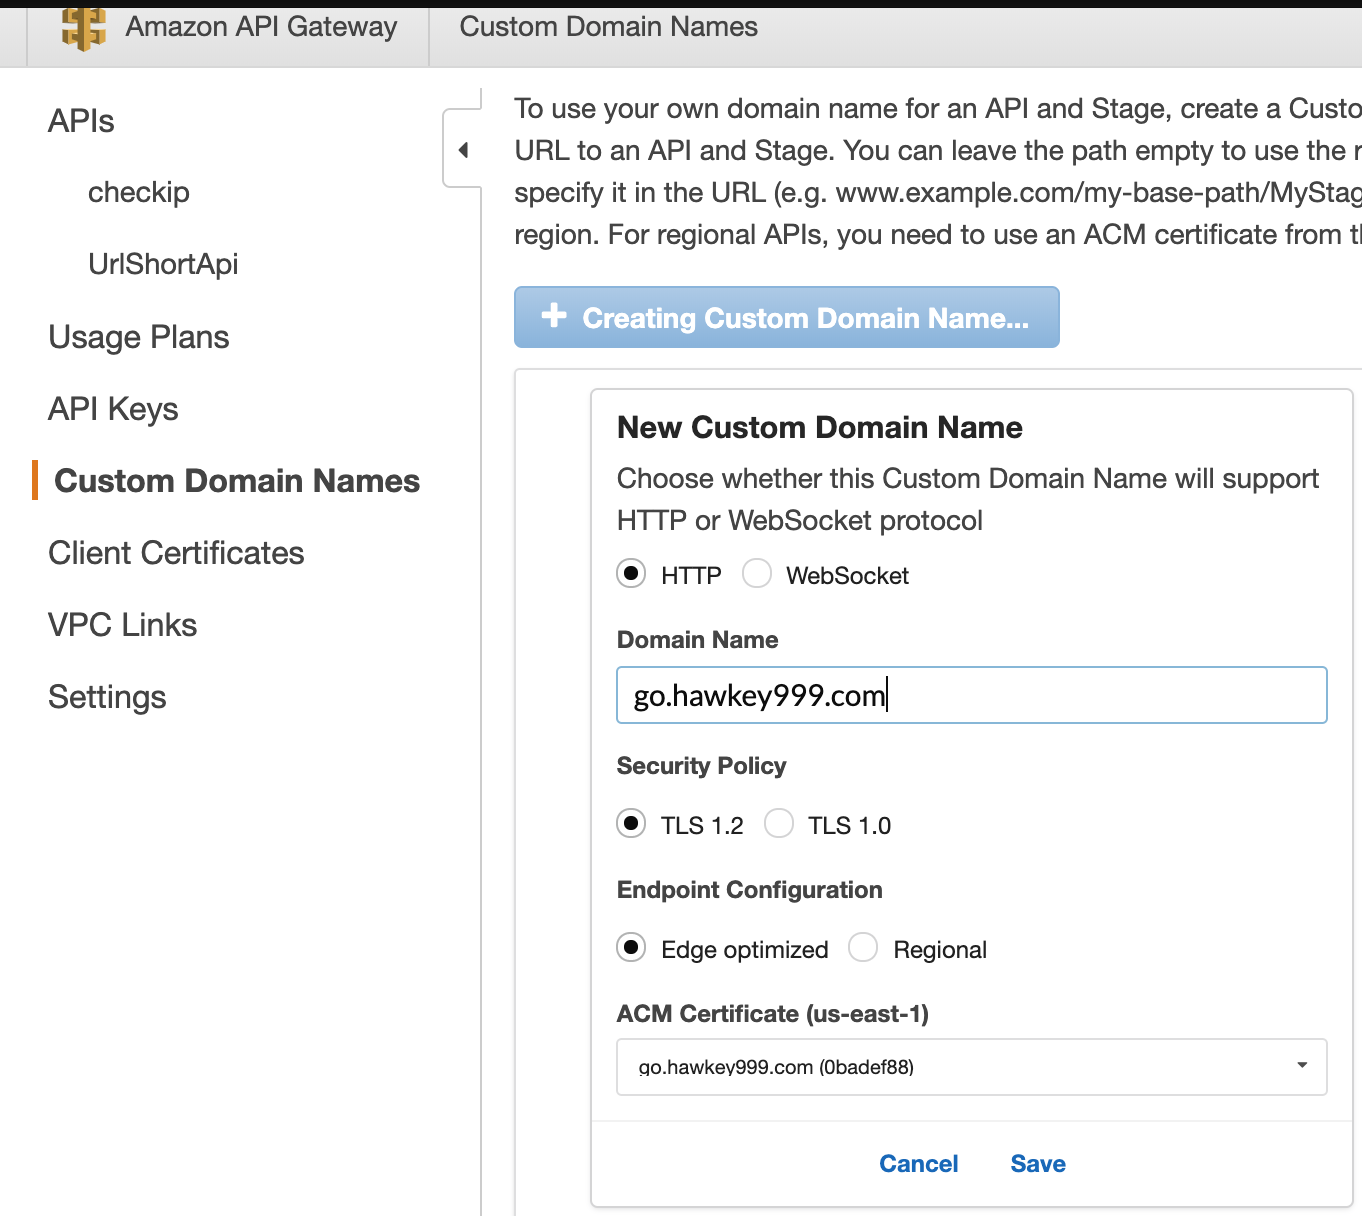 Amazon API Gateway
Custom Domain Names
APIs
checkip
UrlShortApi
Usage Plans
API Keys
Custom Domain Names
Client Certificates
VPC Links
Settings
To use your own domain name for an API and Stage, create a Custo
URL to an API and Stage. You can leave the path empty to use the r
specify it in the URL (e.g. www.example.com/my-base-path/MyStag
region. For regional APIs, you need to use an ACM certificate from th
+ Creating Custom Domain Name...
New Custom Domain Name
Choose whether this Custom Domain Name will support
HTTP or WebSocket protocol
HTTP WebSocket
Domain Name
go.hawkey999.com
Security Policy
TLS 1.2 TLS 1.0
Endpoint Configuration
Edge optimized Regional
ACM Certificate (us-east-1)
go.hawkey999.com (0badef88)
Cancel Save